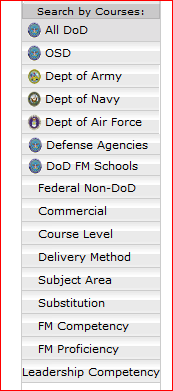 Search by Courses:
All DoD
OSD
Dept of Army
Dept of Navy
Dept of Air Force
Defense Agencies
DoD FM Schools
Federal Non-DoD
Commercial
Course Level
Delivery Method
Subject Area
Substitution
FM Competency
FM Proficiency
Leadership Competency